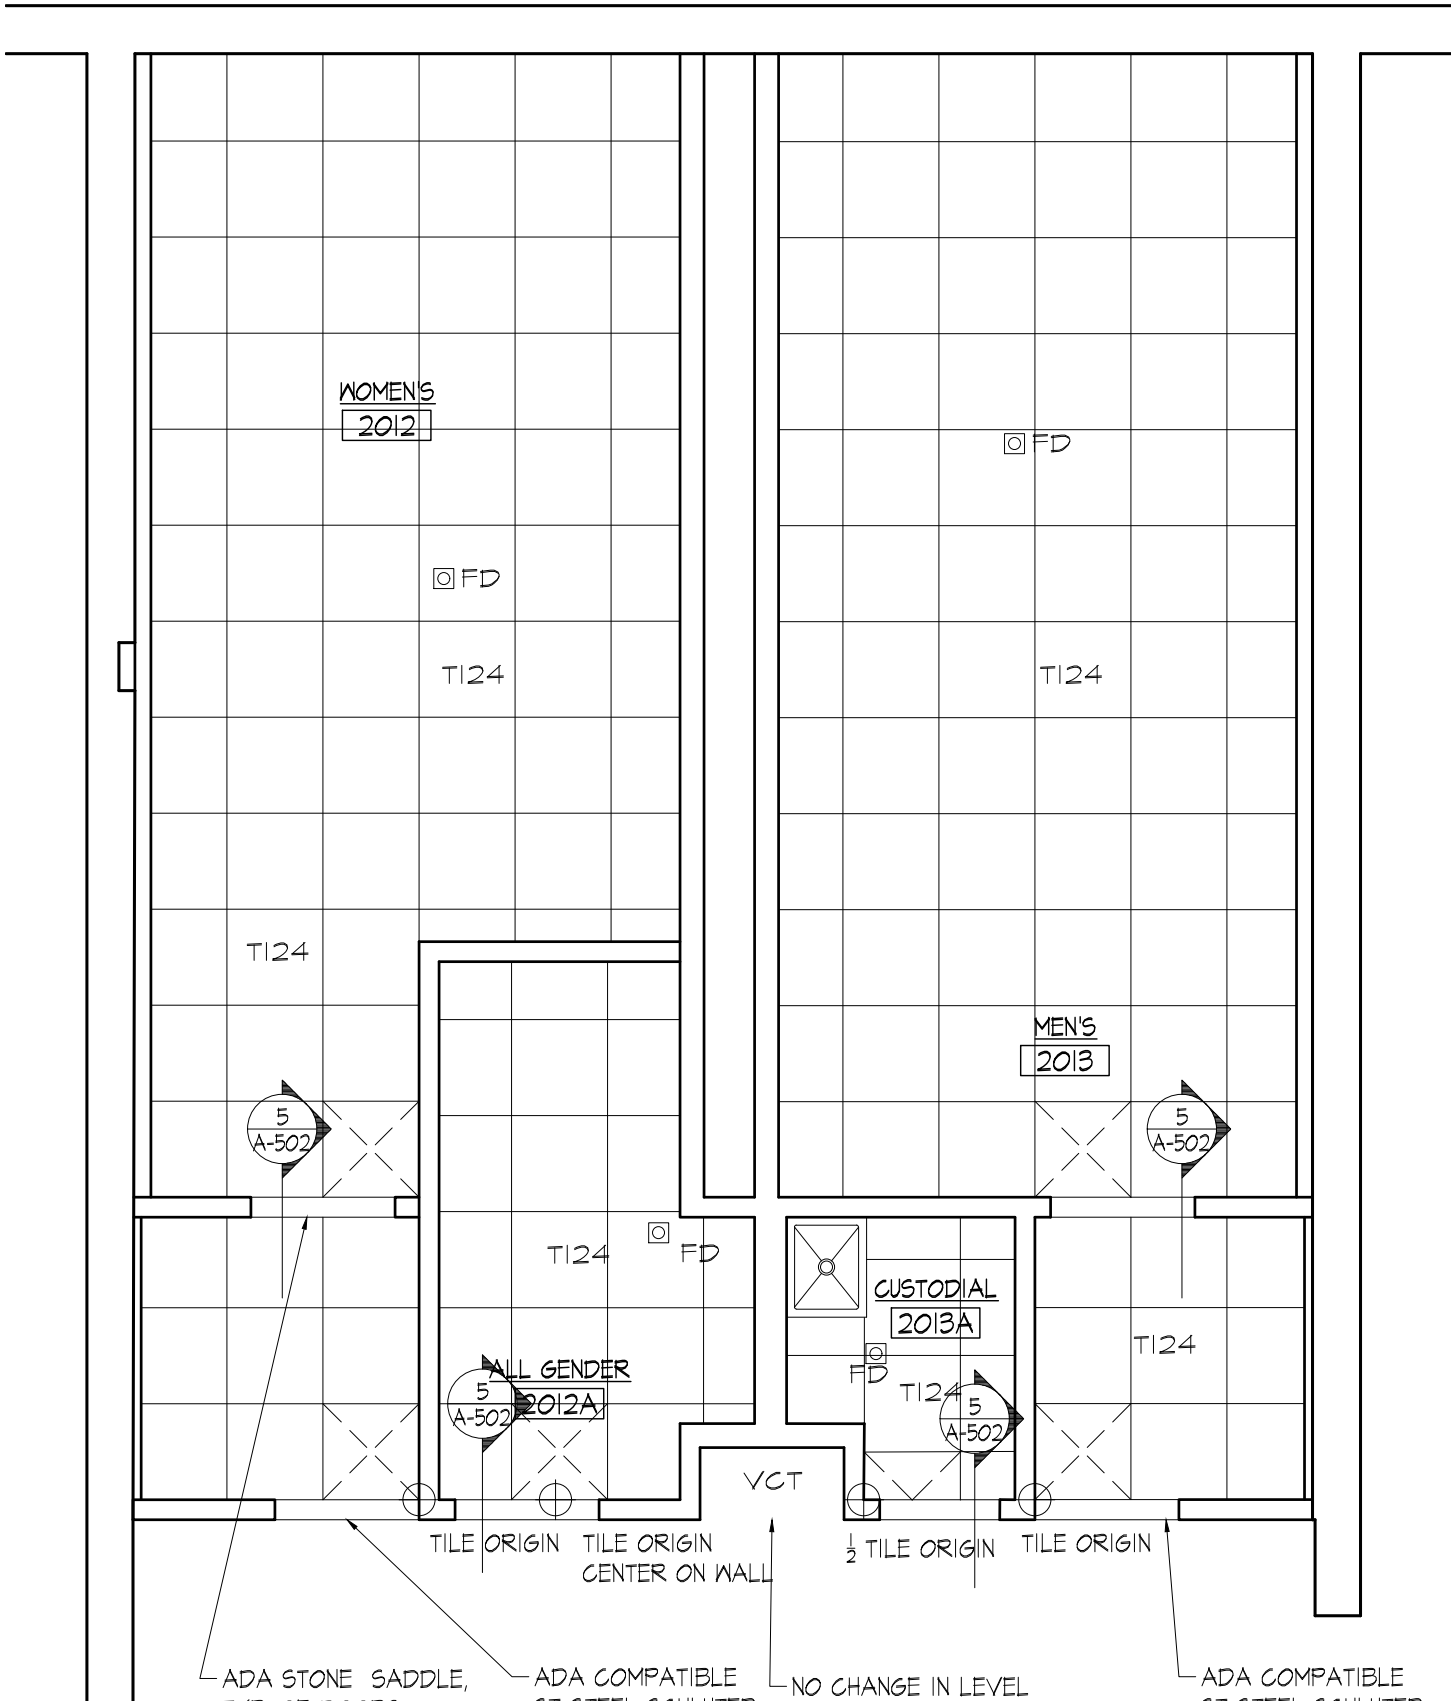 WOMEN'S
2012
FD
FD
T124
T124
T124
MEN'S
2013
5
A-502
5
A-502
T124
FD
CUSTODIAL
2013A
T124
FD
ALL GENDER
2012A
5
A-502
T124
5
A-502
VCT
TILE ORIGIN
TILE ORIGIN
CENTER ON WALL
1/2 TILE ORIGIN
TILE ORIGIN
ADA STONE SADDLE,
ADA COMPATIBLE
NO CHANGE IN LEVEL
ADA COMPATIBLE